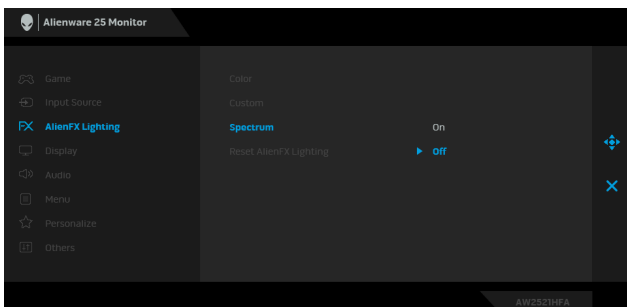 Alienware 25 Monitor
Game
Color
Input Source
Custom
FX AlienFX Lighting
Spectrum
On
Display
Reset AlienFX Lighting
Off
Audio
Menu
Personalize
Others
AW2521HFA